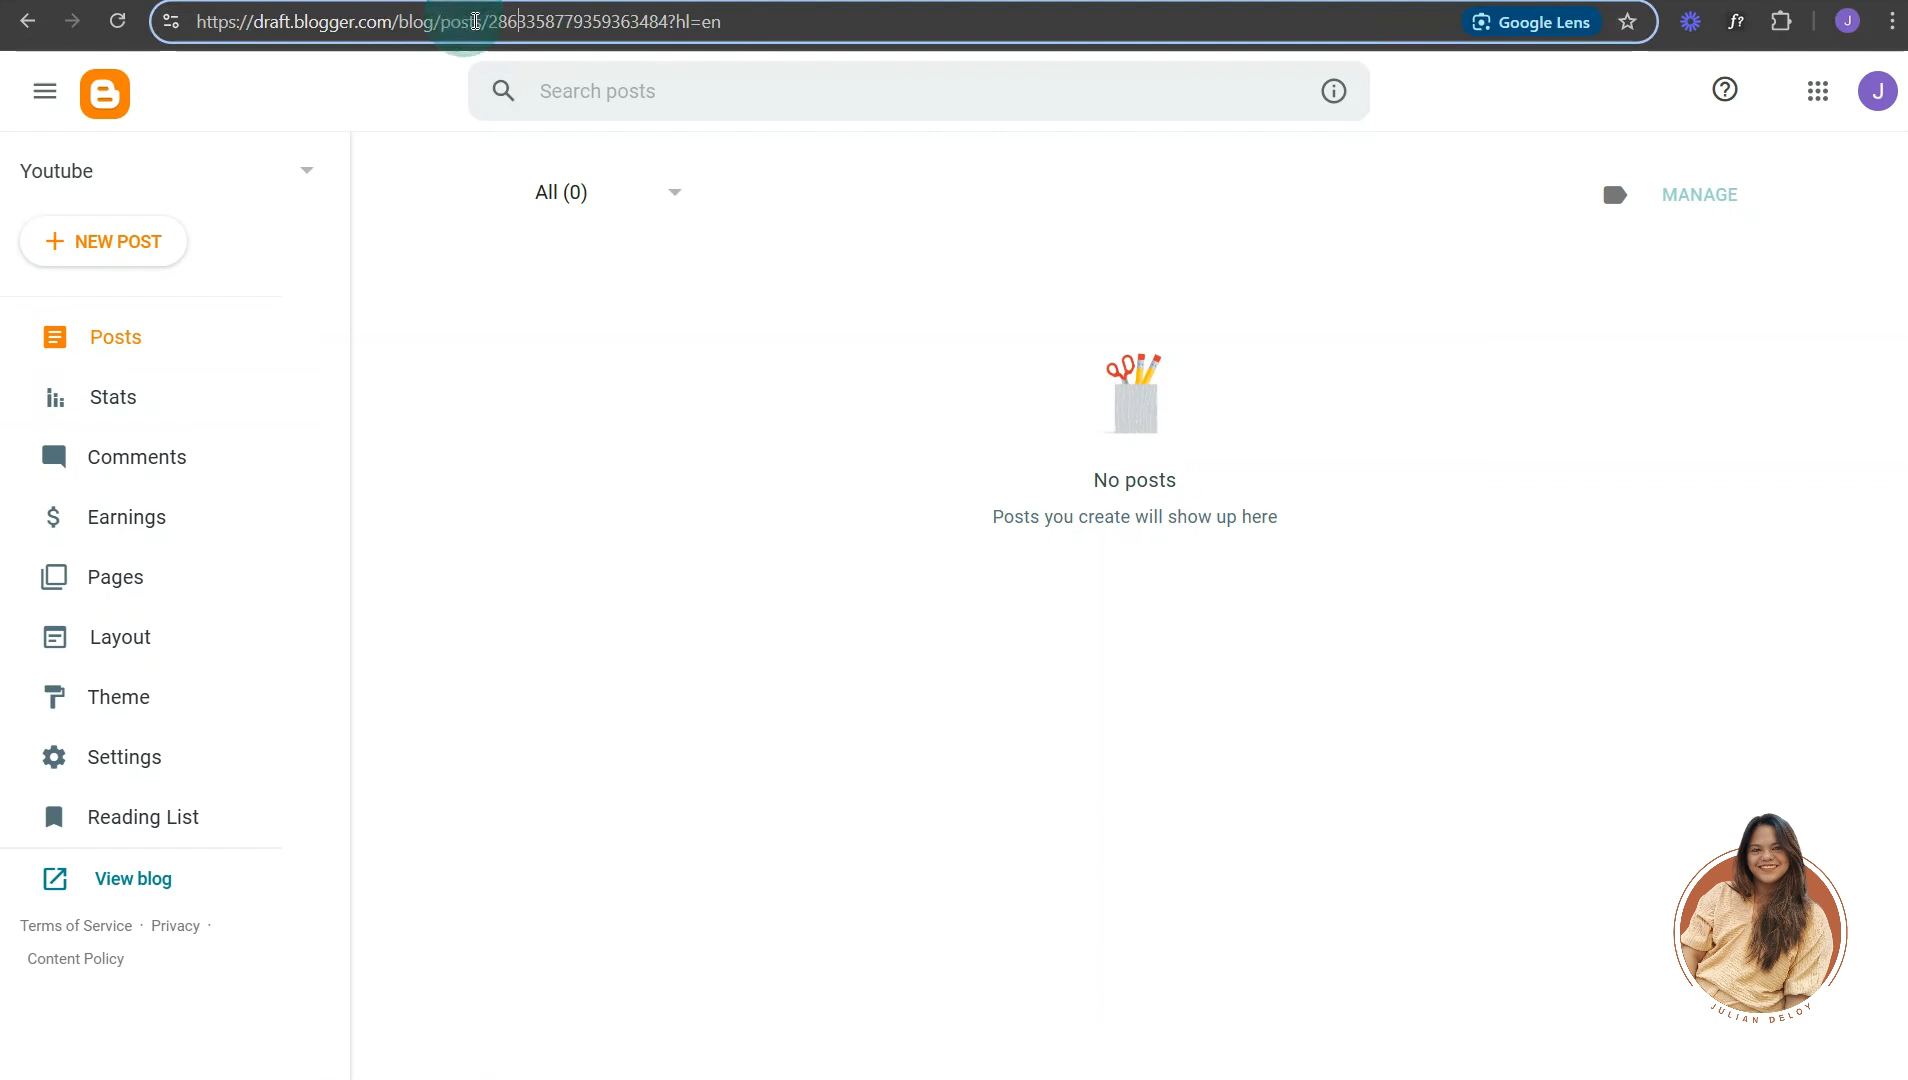 https://draft.blogger.com/blog/posts/2863358779359363484?hl=en
Google Lens
f?
J
Search posts
J
Youtube
All (0)
MANAGE
NEW POST
Posts
Stats
Comments
Earnings
Pages
Layout
Theme
Settings
Reading List
View blog
Terms of Service · Privacy ·
Content Policy
No posts
Posts you create will show up here
JULIAN DELOY